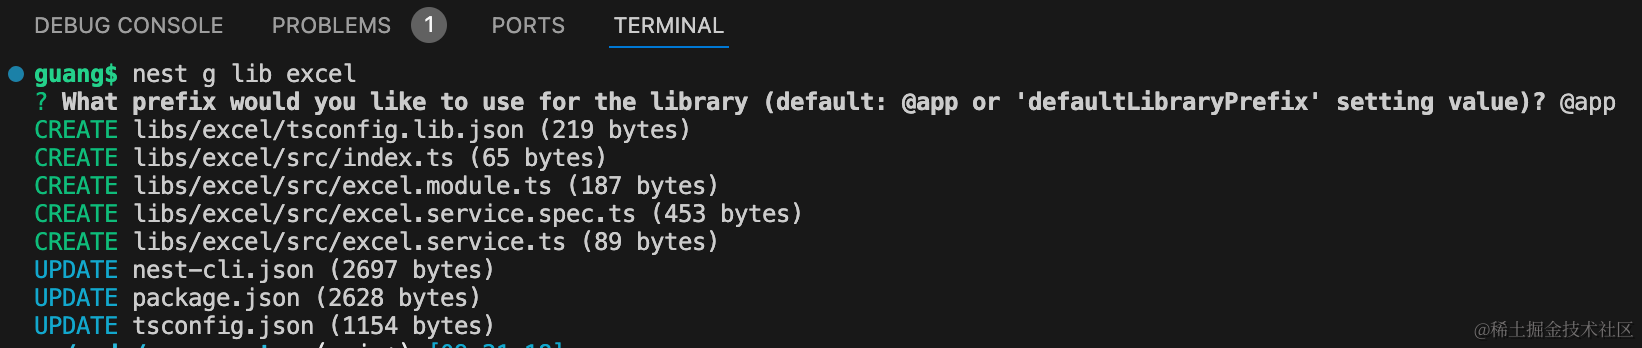 DEBUG CONSOLE PROBLEMS 1 PORTS TERMINAL
guang$ nest g lib excel
? What prefix would you like to use for the library (default: @app or 'defaultLibraryPrefix' setting value)? @app
CREATE libs/excel/tsconfig.lib.json (219 bytes)
CREATE libs/excel/src/index.ts (65 bytes)
CREATE libs/excel/src/excel.module.ts (187 bytes)
CREATE libs/excel/src/excel.service.spec.ts (453 bytes)
CREATE libs/excel/src/excel.service.ts (89 bytes)
UPDATE nest-cli.json (2697 bytes)
UPDATE package.json (2628 bytes)
UPDATE tsconfig.json (1154 bytes)
@稀土掘金技术社区